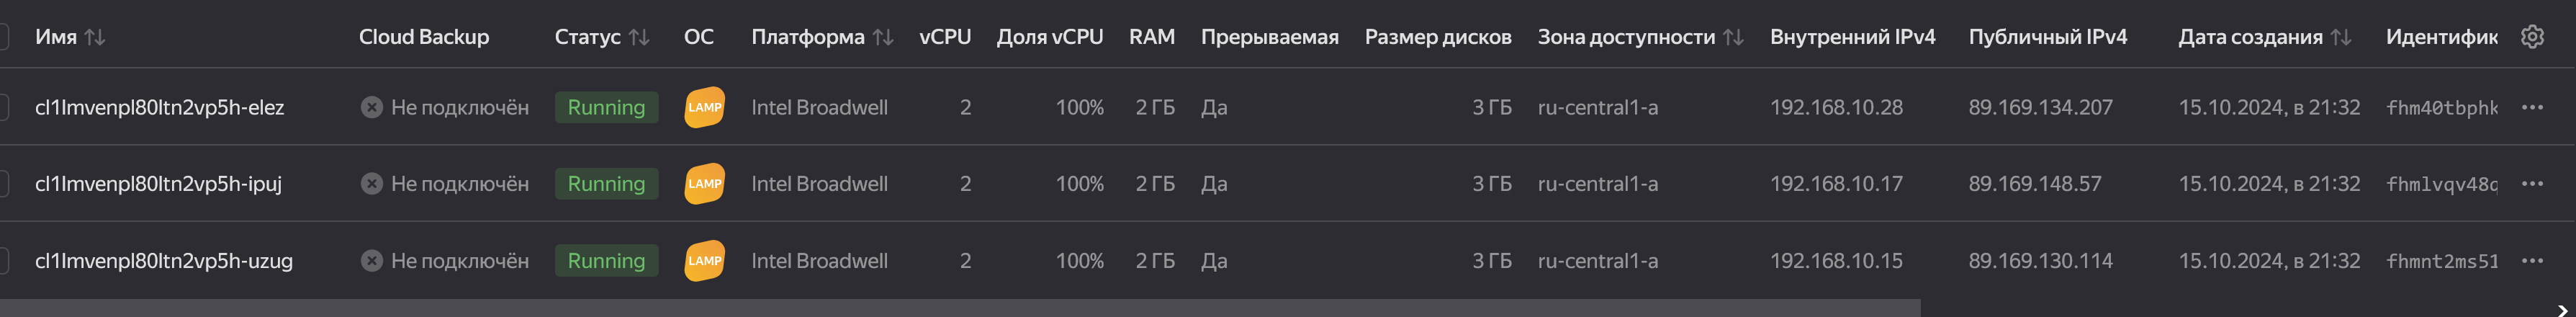 Имя Cloud Backup Статус ОС Платформа vCPU Доля vCPU RAM Прерываемая Размер дисков Зона доступности Внутренний IPv4 Публичный IPv4 Дата создания Идентифик
cl1lmvenpl80ltn2vp5h-elez Не подключён Running LAMP Intel Broadwell 2 100% 2 ГБ Да 3 ГБ ru-central1-a 192.168.10.28 89.169.134.207 15.10.2024, в 21:32 fhm40tbphk
cl1lmvenpl80ltn2vp5h-ipuj Не подключён Running LAMP Intel Broadwell 2 100% 2 ГБ Да 3 ГБ ru-central1-a 192.168.10.17 89.169.148.57 15.10.2024, в 21:32 fhmlvqv48q
cl1lmvenpl80ltn2vp5h-uzug Не подключён Running LAMP Intel Broadwell 2 100% 2 ГБ Да 3 ГБ ru-central1-a 192.168.10.15 89.169.130.114 15.10.2024, в 21:32 fhmnt2ms51